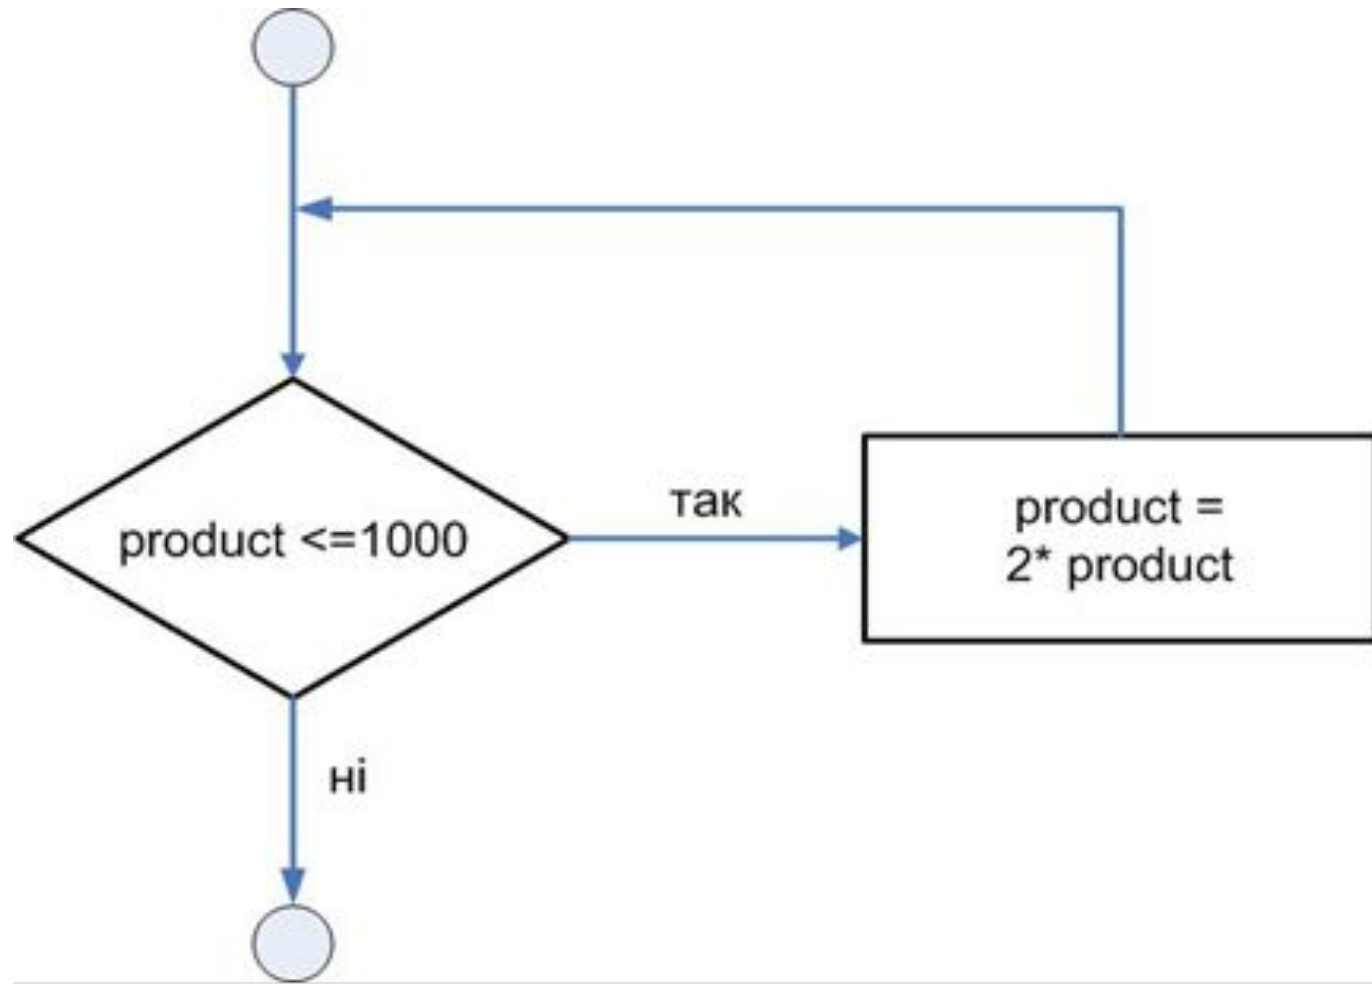 product <=1000
так
product =
2* product
ні